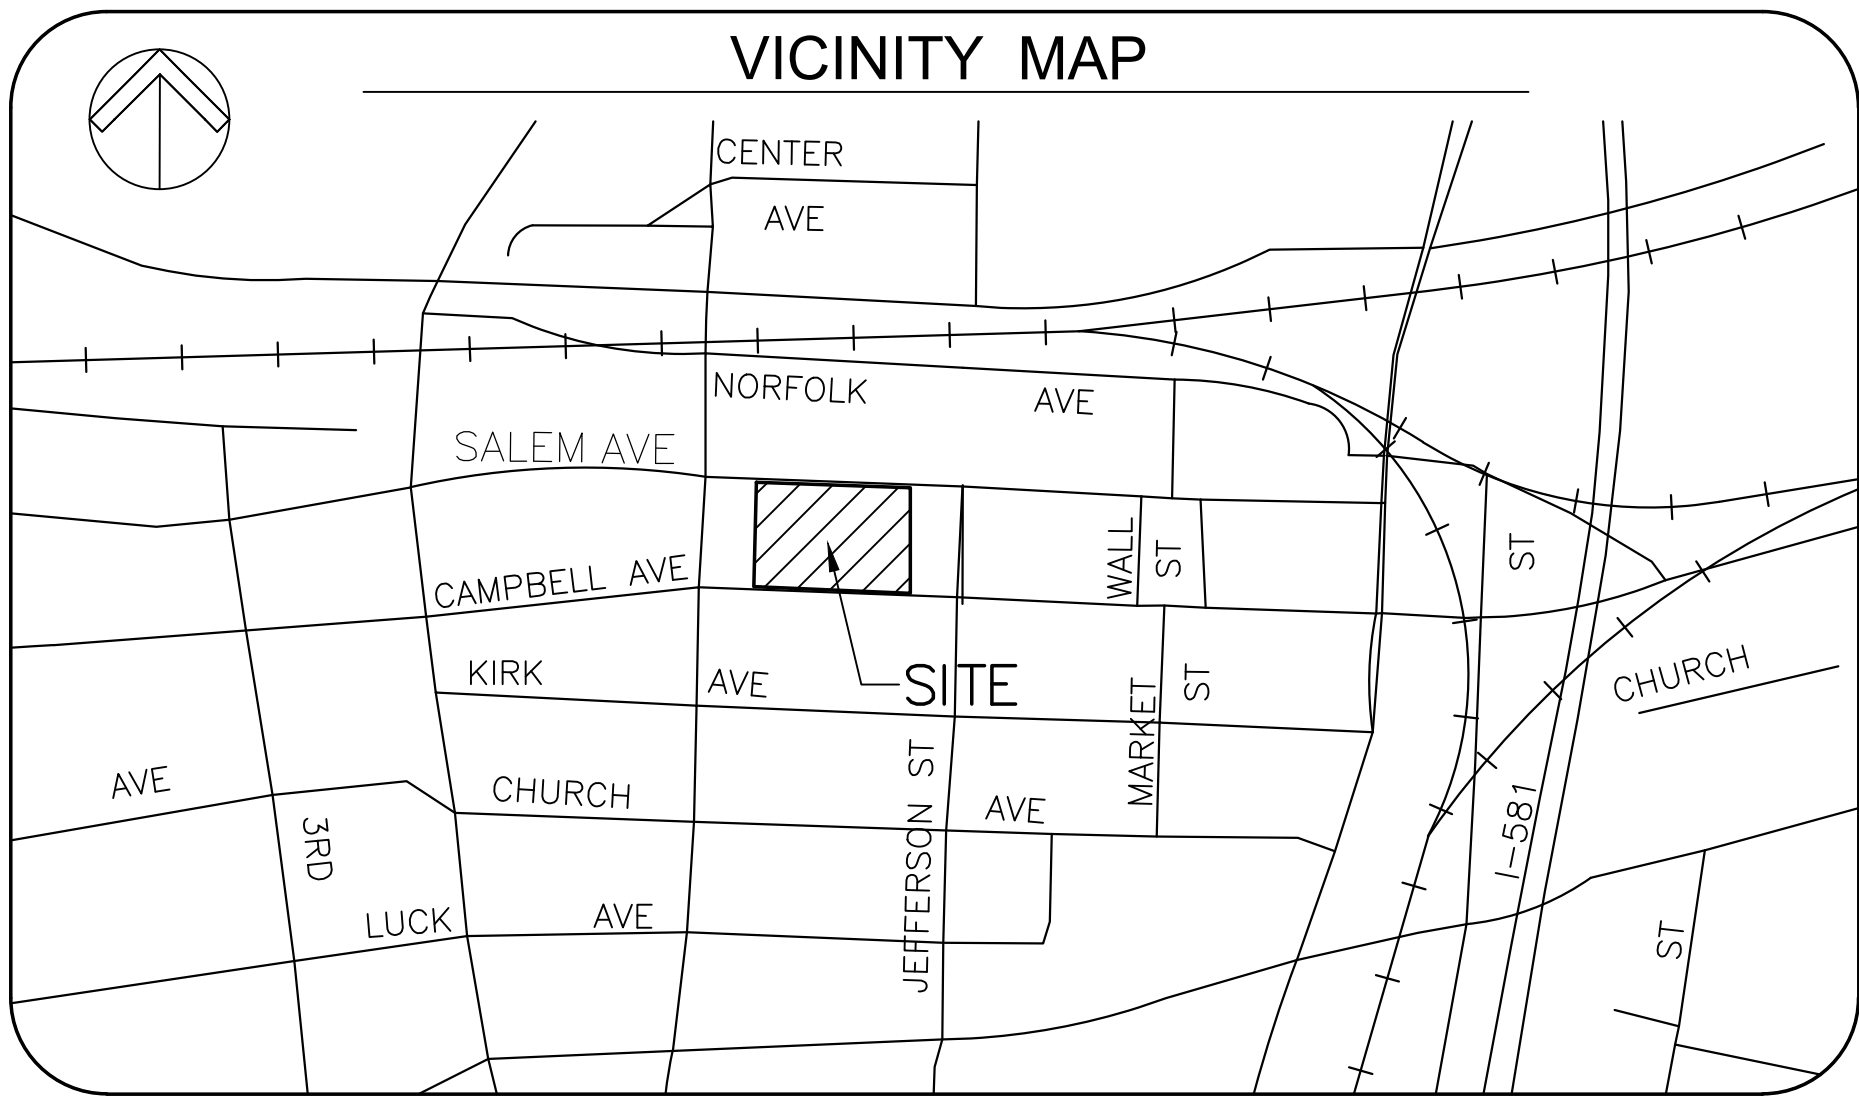 VICINITY MAP
CENTER
AVE
NORFOLK AVE
SALEM AVE
CAMPBELL AVE
WALL
ST
ST
KIRK AVE
SITE
MARKET
ST
CHURCH
AVE
CHURCH AVE
JEFFERSON ST
3RD
I-581
LUCK AVE
ST